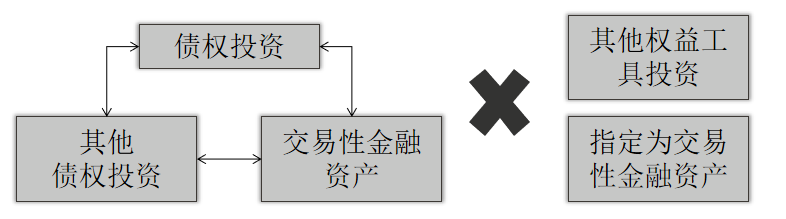 债权投资
其他
债权投资
交易性金融
资产
其他权益工
具投资
指定为交易
性金融资产